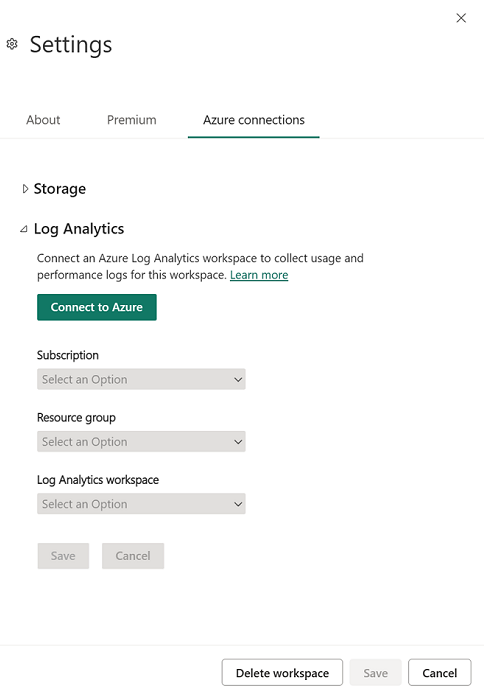 Settings
About
Premium
Azure connections
Storage
Log Analytics
Connect an Azure Log Analytics workspace to collect usage and
performance logs for this workspace. Learn more
Connect to Azure
Subscription
Select an Option
Resource group
Select an Option
Log Analytics workspace
Select an Option
Save
Cancel
Delete workspace
Save
Cancel